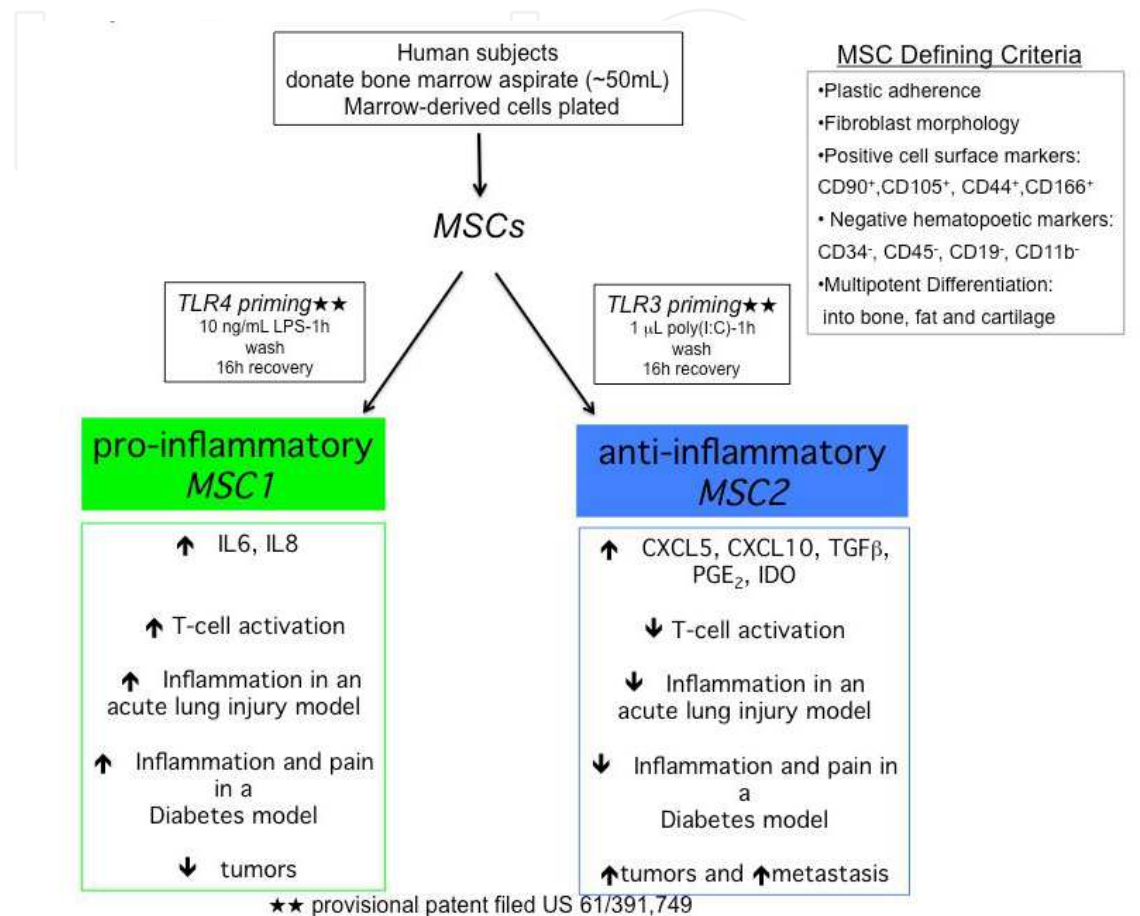 Human subjects
donate bone marrow aspirate (~50mL)
Marrow-derived cells plated
MSC Defining Criteria
•Plastic adherence
•Fibroblast morphology
•Positive cell surface markers:
CD90⁺,CD105⁺, CD44⁺,CD166⁺
• Negative hematopoetic markers:
CD34⁻, CD45⁻, CD19⁻, CD11b⁻
•Multipotent Differentiation:
into bone, fat and cartilage
MSCs
TLR4 priming★★
10 ng/mL LPS-1h
wash
16h recovery
TLR3 priming★★
1 μL poly(I:C)-1h
wash
16h recovery
pro-inflammatory
MSC1
↑ IL6, IL8
↑ T-cell activation
↑ Inflammation in an
acute lung injury model
↑ Inflammation and pain
in a
Diabetes model
↓ tumors
anti-inflammatory
MSC2
↑ CXCL5, CXCL10, TGFβ,
PGE₂, IDO
↓ T-cell activation
↓ Inflammation in an
acute lung injury model
↓ Inflammation and pain in
a
Diabetes model
↑tumors and ↑metastasis
★★ provisional patent filed US 61/391,749